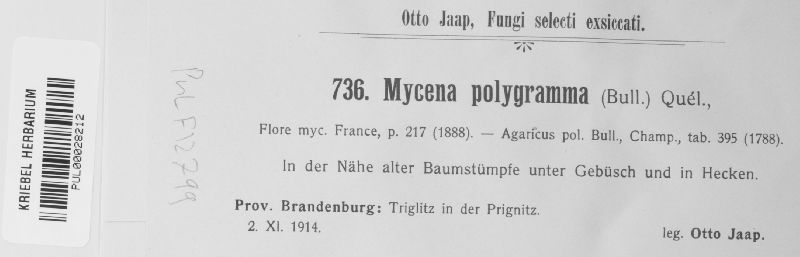 Otto Jaap, Fungi selecti exsiccati.
736. Mycena polygramma (Bull.) Quél.,
Flore myc. France, p. 217 (1888). — Agaricus pol. Bull., Champ., tab. 395 (1788).
In der Nähe alter Baumstümpfe unter Gebüsch und in Hecken.
Prov. Brandenburg: Triglitz in der Prignitz.
2. XI. 1914.
leg. Otto Jaap.
KRIEBEL HERBARIUM
PUL00028212
PUL F12799